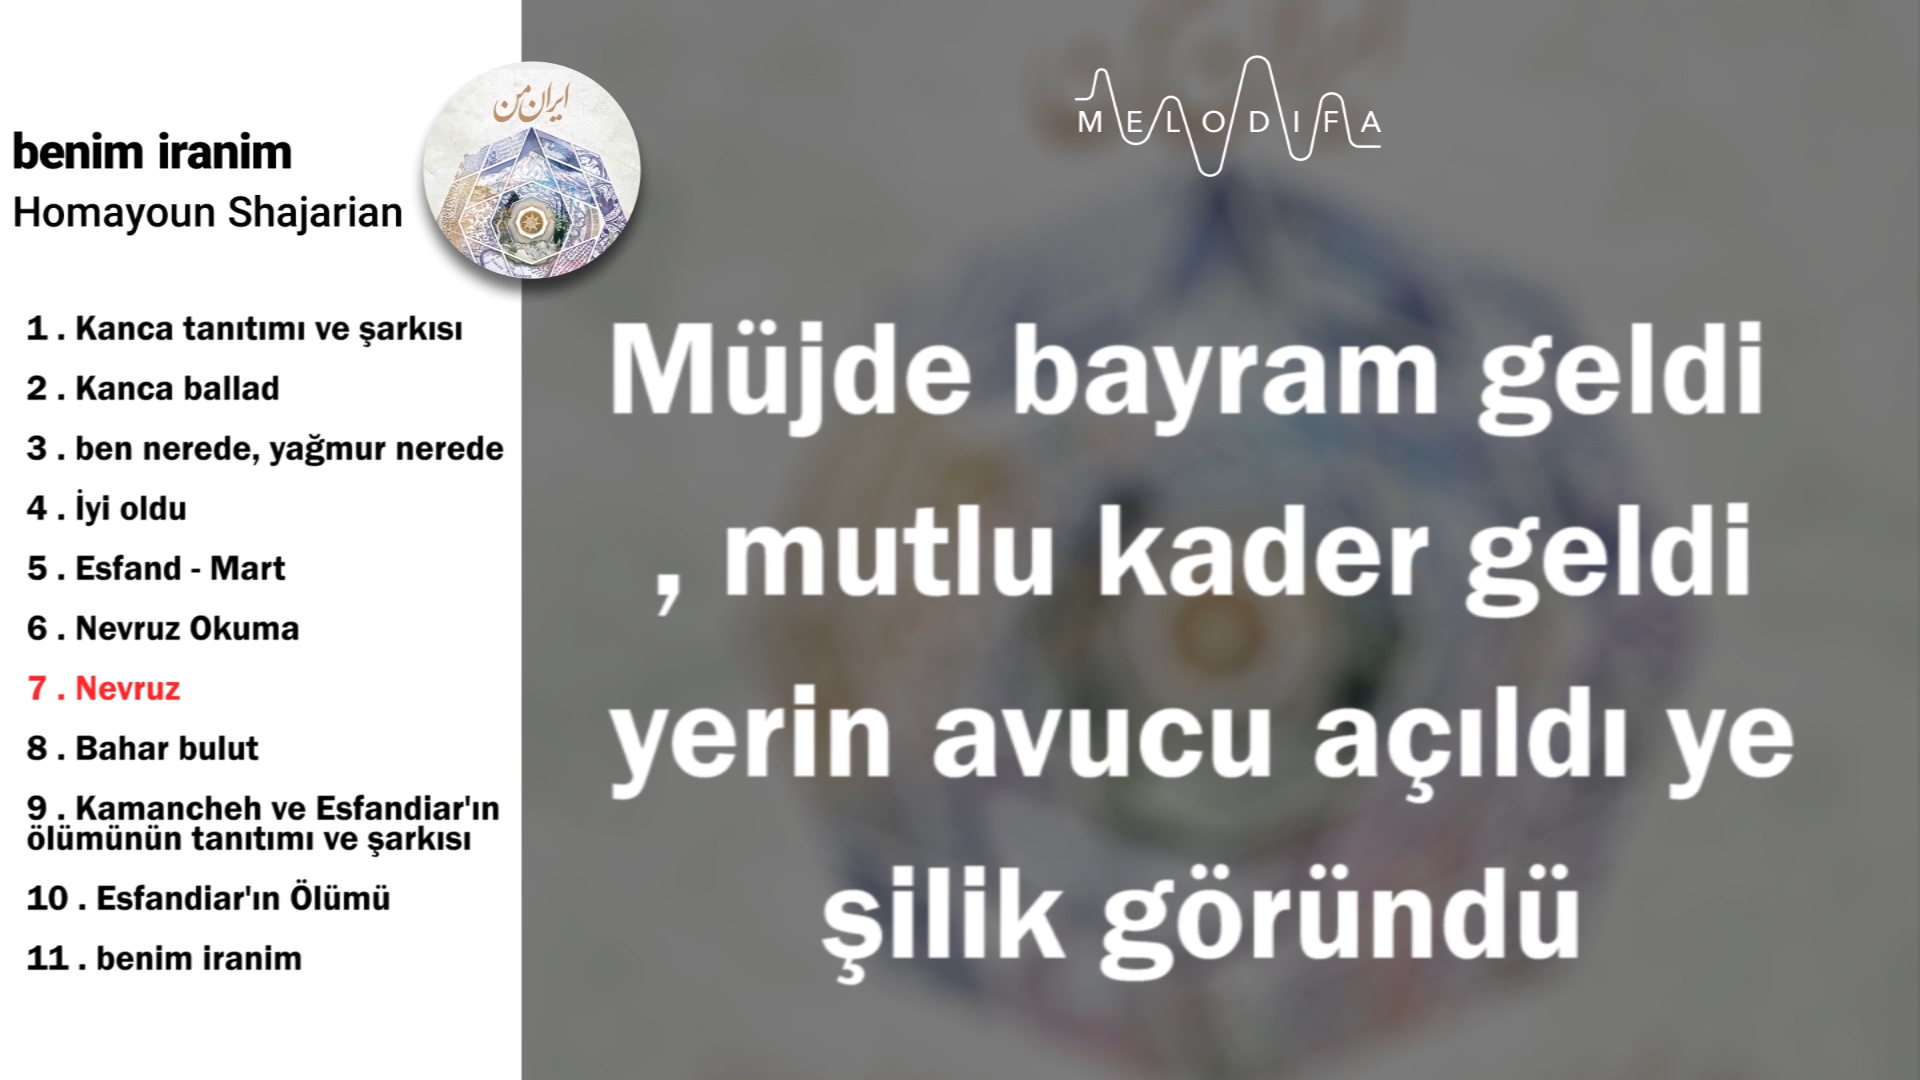 benim iranim
Homayoun Shajarian
ایران من
1 . Kanca tanıtımı ve şarkısı
2 . Kanca ballad
3 . ben nerede, yağmur nerede
4 . İyi oldu
5 . Esfand - Mart
6 . Nevruz Okuma
7 . Nevruz
8 . Bahar bulut
9 . Kamancheh ve Esfandiar'ın
ölümünün tanıtımı ve şarkısı
10 . Esfandiar'ın Ölümü
11 . benim iranim
MELODIFA
Müjde bayram geldi
, mutlu kader geldi
yerin avucu açıldı ye
şilik göründü